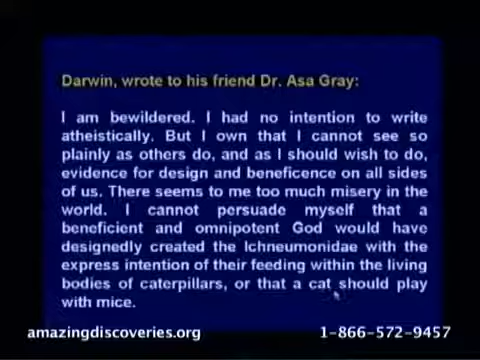 Darwin, wrote to his friend Dr. Asa Gray:
I am bewildered. I had no intention to write
atheistically. But I own that I cannot see so
plainly as others do, and as I should wish to do,
evidence for design and beneficence on all sides
of us. There seems to me too much misery in the
world. I cannot persuade myself that a
beneficient and omnipotent God would have
designedly created the Ichneumonidae with the
express intention of their feeding within the living
bodies of caterpillars, or that a cat should play
with mice.
amazingdiscoveries.org 1-866-572-9457